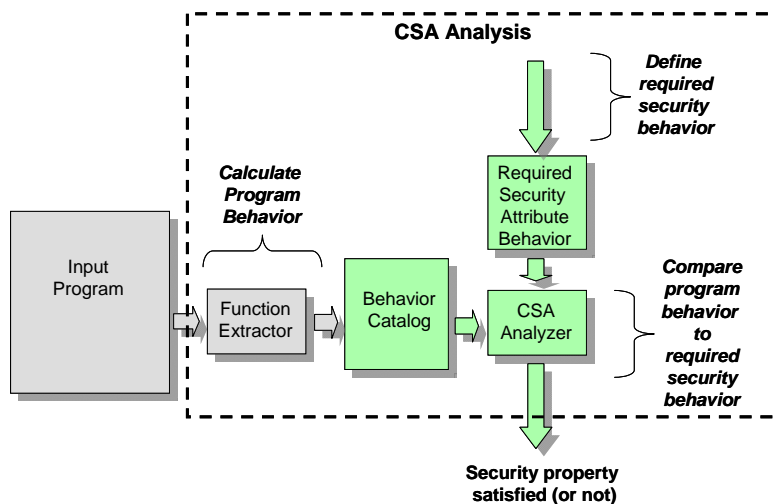 CSA Analysis
Define
required
security
behavior
Calculate
Program
Behavior
Required
Security
Attribute
Behavior
Input
Program
Function
Extractor
Behavior
Catalog
CSA
Analyzer
Compare
program
behavior
to
required
security
behavior
Security property
satisfied (or not)